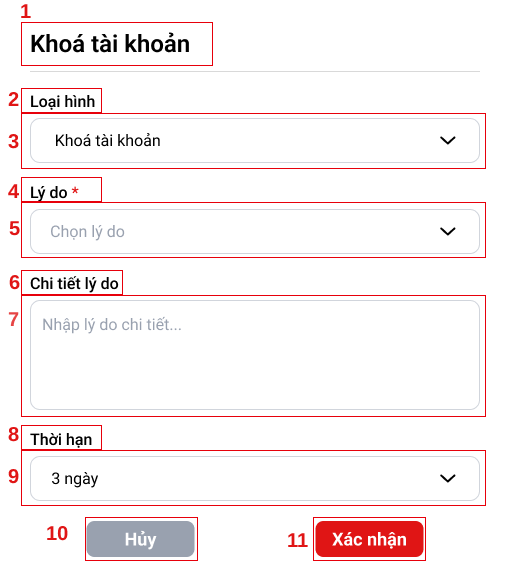 1
Khoá tài khoản
2 Loại hình
3 Khoá tài khoản
4 Lý do *
5 Chọn lý do
6 Chi tiết lý do
7 Nhập lý do chi tiết...
8 Thời hạn
9 3 ngày
10 Hủy 11 Xác nhận